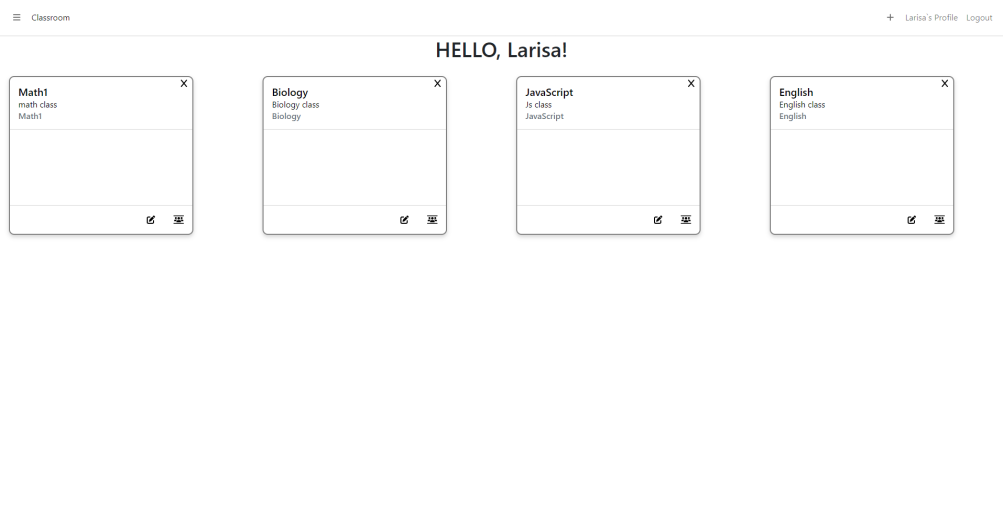 Classroom
+ Larisa's Profile Logout
HELLO, Larisa!
X
Math1
math class
Math1
X
Biology
Biology class
Biology
X
JavaScript
Js class
JavaScript
X
English
English class
English